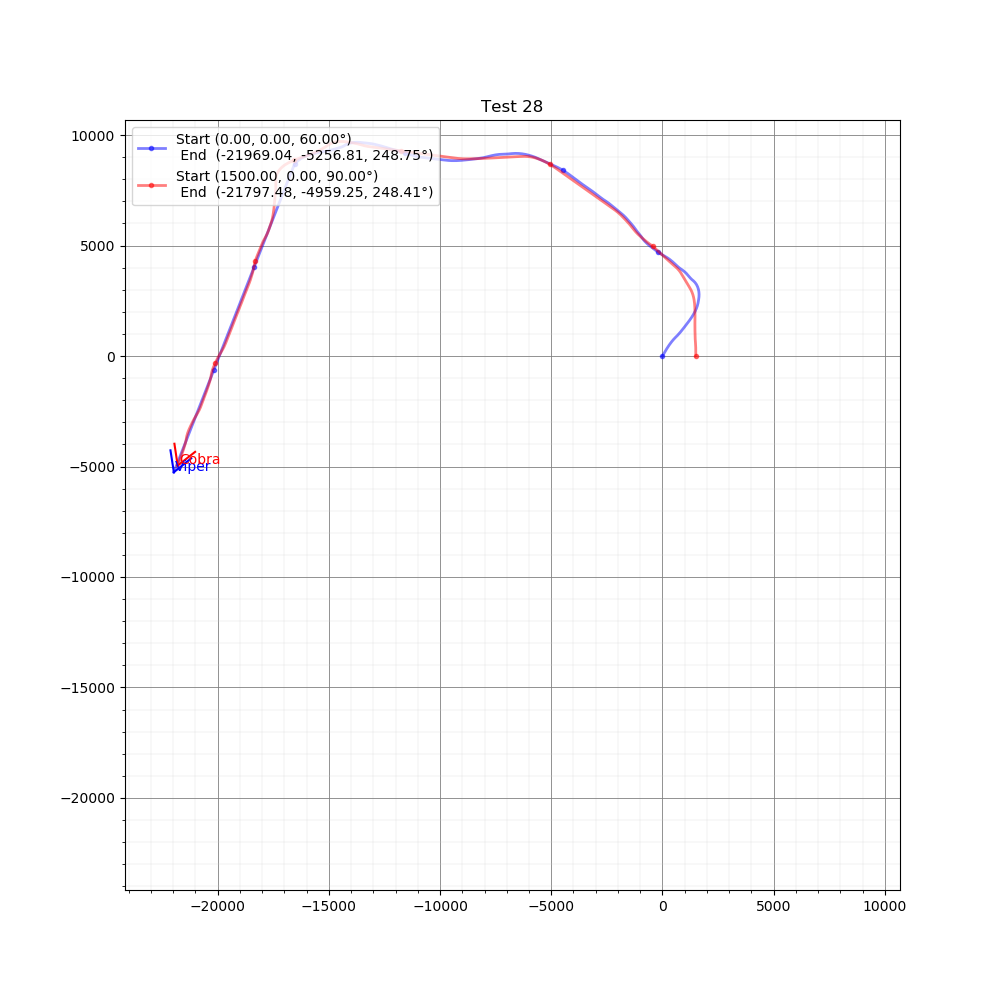 Test 28
Start (0.00, 0.00, 60.00°)
End (-21969.04, -5256.81, 248.75°)
Start (1500.00, 0.00, 90.00°)
End (-21797.48, -4959.25, 248.41°)
10000
5000
0
−5000
−10000
−15000
−20000
Cobra
Viper
−20000 −15000 −10000 −5000 0 5000 10000